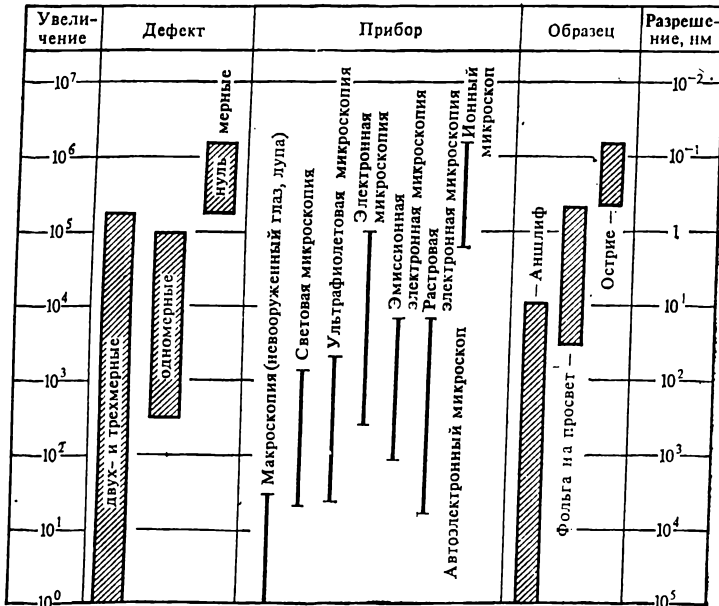 Увели-
чение
Дефект
Прибор
Образец
Разреше-
ние, нм
10⁷
10⁶
10⁵
10⁴
10³
10²
10¹
10⁰
двух- и трехмерные
одномерные
нуль
мерные
Макроскопия (невооруженный глаз, лупа)
Световая микроскопия
Ультрафиолетовая микроскопия
Электронная
микроскопия
Эмиссионная
электронная микроскопия
Растровая
электронная микроскопия
Автоэлектронный микроскоп
Ионный
микроскоп
Аншлиф
Фольга на просвет
Острие
10⁻²
10⁻¹
1
10¹
10²
10³
10⁴
10⁵